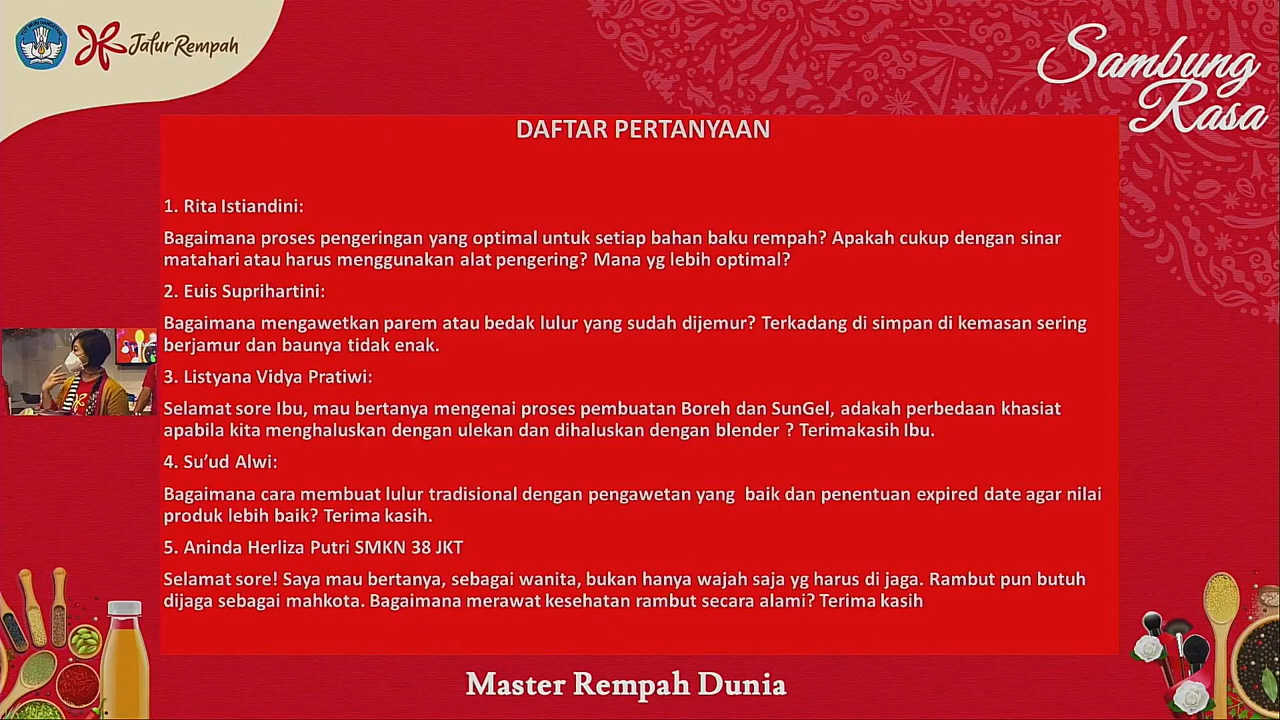 Jalur Rempah
Sambung
Rasa
DAFTAR PERTANYAAN
1. Rita Istiandini:
Bagaimana proses pengeringan yang optimal untuk setiap bahan baku rempah? Apakah cukup dengan sinar
matahari atau harus menggunakan alat pengering? Mana yg lebih optimal?
2. Euis Suprihartini:
Bagaimana mengawetkan parem atau bedak lulur yang sudah dijemur? Terkadang di simpan di kemasan sering
berjamur dan baunya tidak enak.
3. Listyana Vidya Pratiwi:
Selamat sore Ibu, mau bertanya mengenai proses pembuatan Boreh dan SunGel, adakah perbedaan khasiat
apabila kita menghaluskan dengan ulekan dan dihaluskan dengan blender ? Terimakasih Ibu.
4. Su’ud Alwi:
Bagaimana cara membuat lulur tradisional dengan pengawetan yang  baik dan penentuan expired date agar nilai
produk lebih baik? Terima kasih.
5. Aninda Herliza Putri SMKN 38 JKT
Selamat sore! Saya mau bertanya, sebagai wanita, bukan hanya wajah saja yg harus di jaga. Rambut pun butuh
dijaga sebagai mahkota. Bagaimana merawat kesehatan rambut secara alami? Terima kasih
Master Rempah Dunia